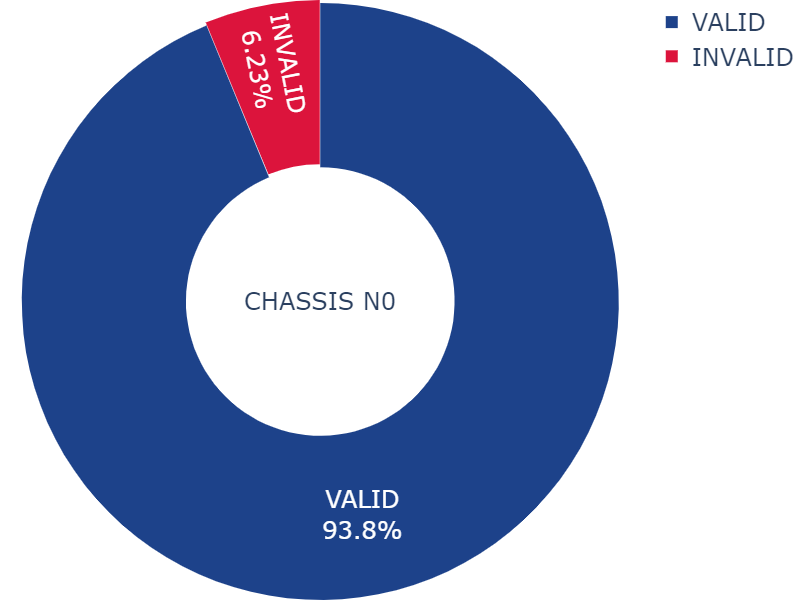 VALID
INVALID
INVALID
6.23%
CHASSIS N0
VALID
93.8%